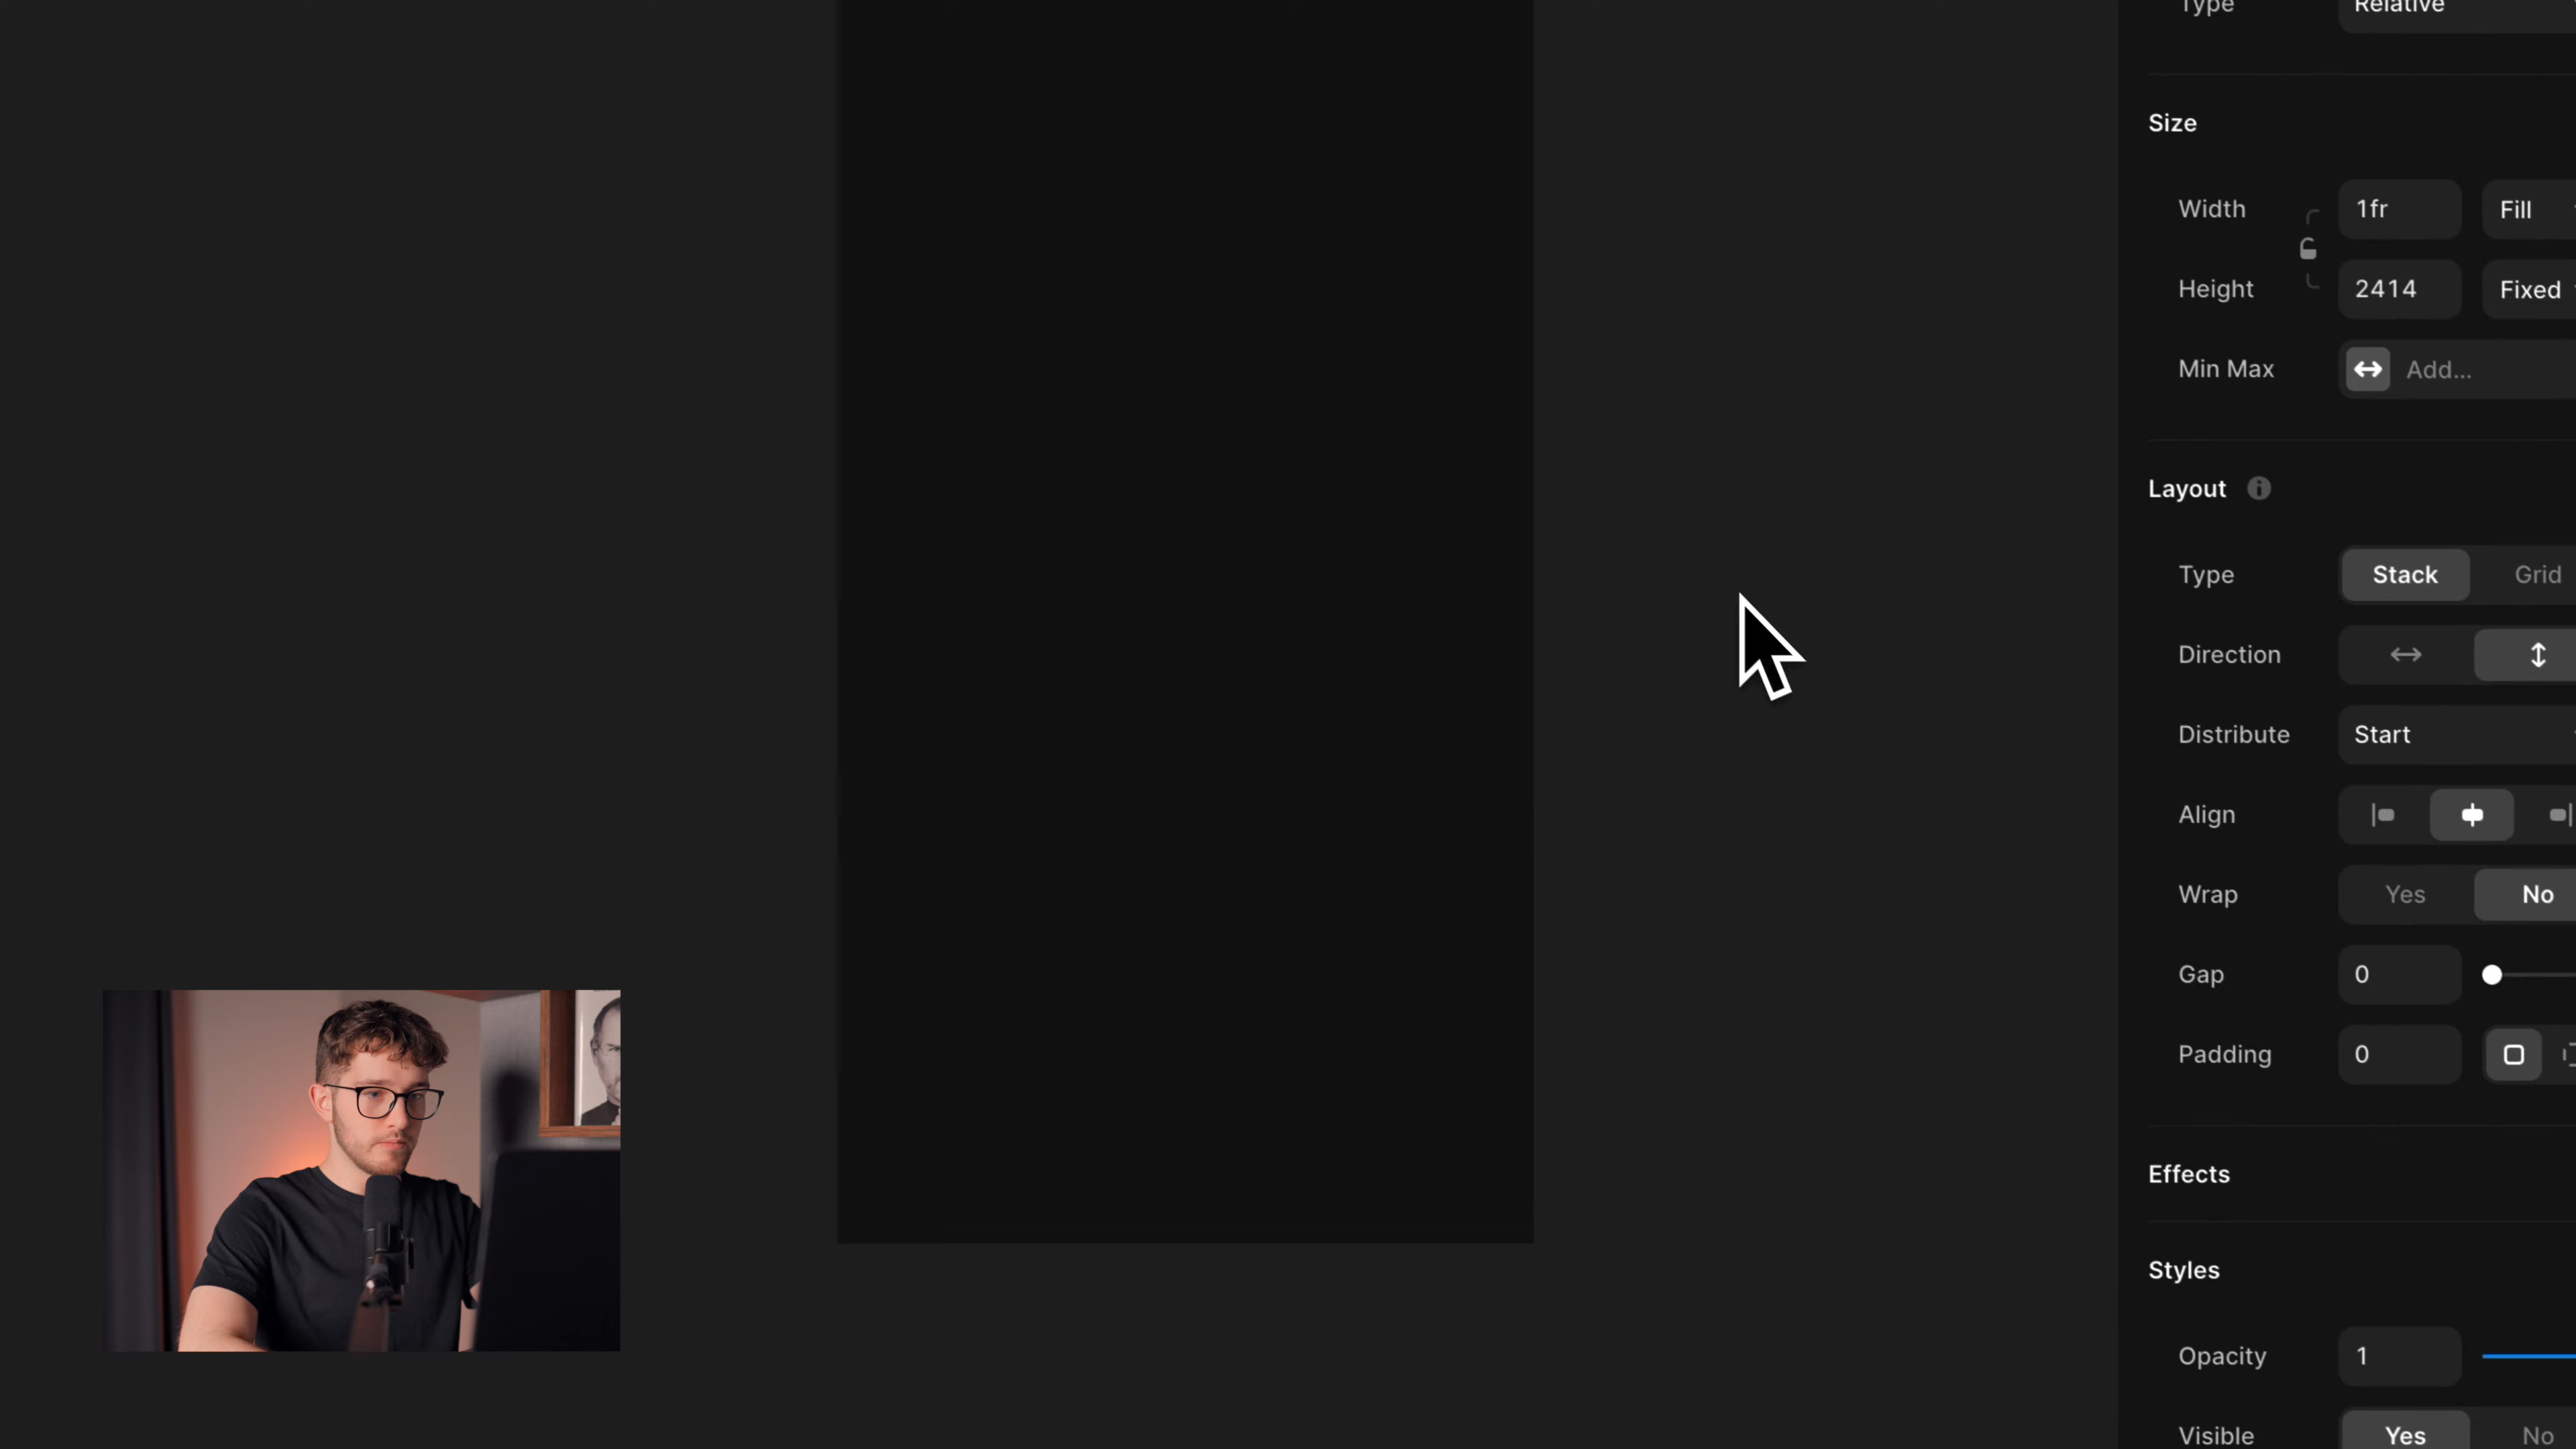 Type Relative
Size
Width 1fr Fill
Height 2414 Fixed
Min Max Add...
Layout
Type Stack Grid
Direction
Distribute Start
Align
Wrap Yes No
Gap 0
Padding 0
Effects
Styles
Opacity 1
Visible Yes No